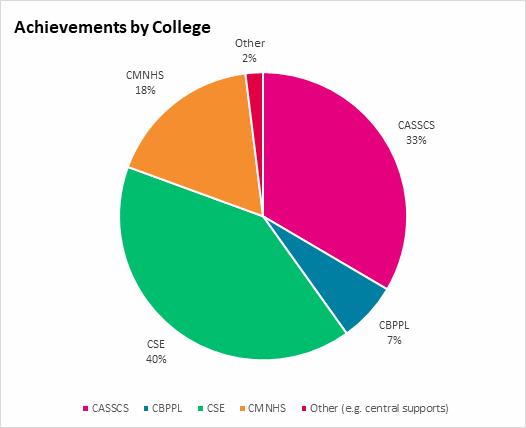 Achievements by College
Other
2%
CMNHS
18%
CASSCS
33%
CBPPL
7%
CSE
40%
CASSCS CBPPL CSE CMNHS Other (e.g. central supports)